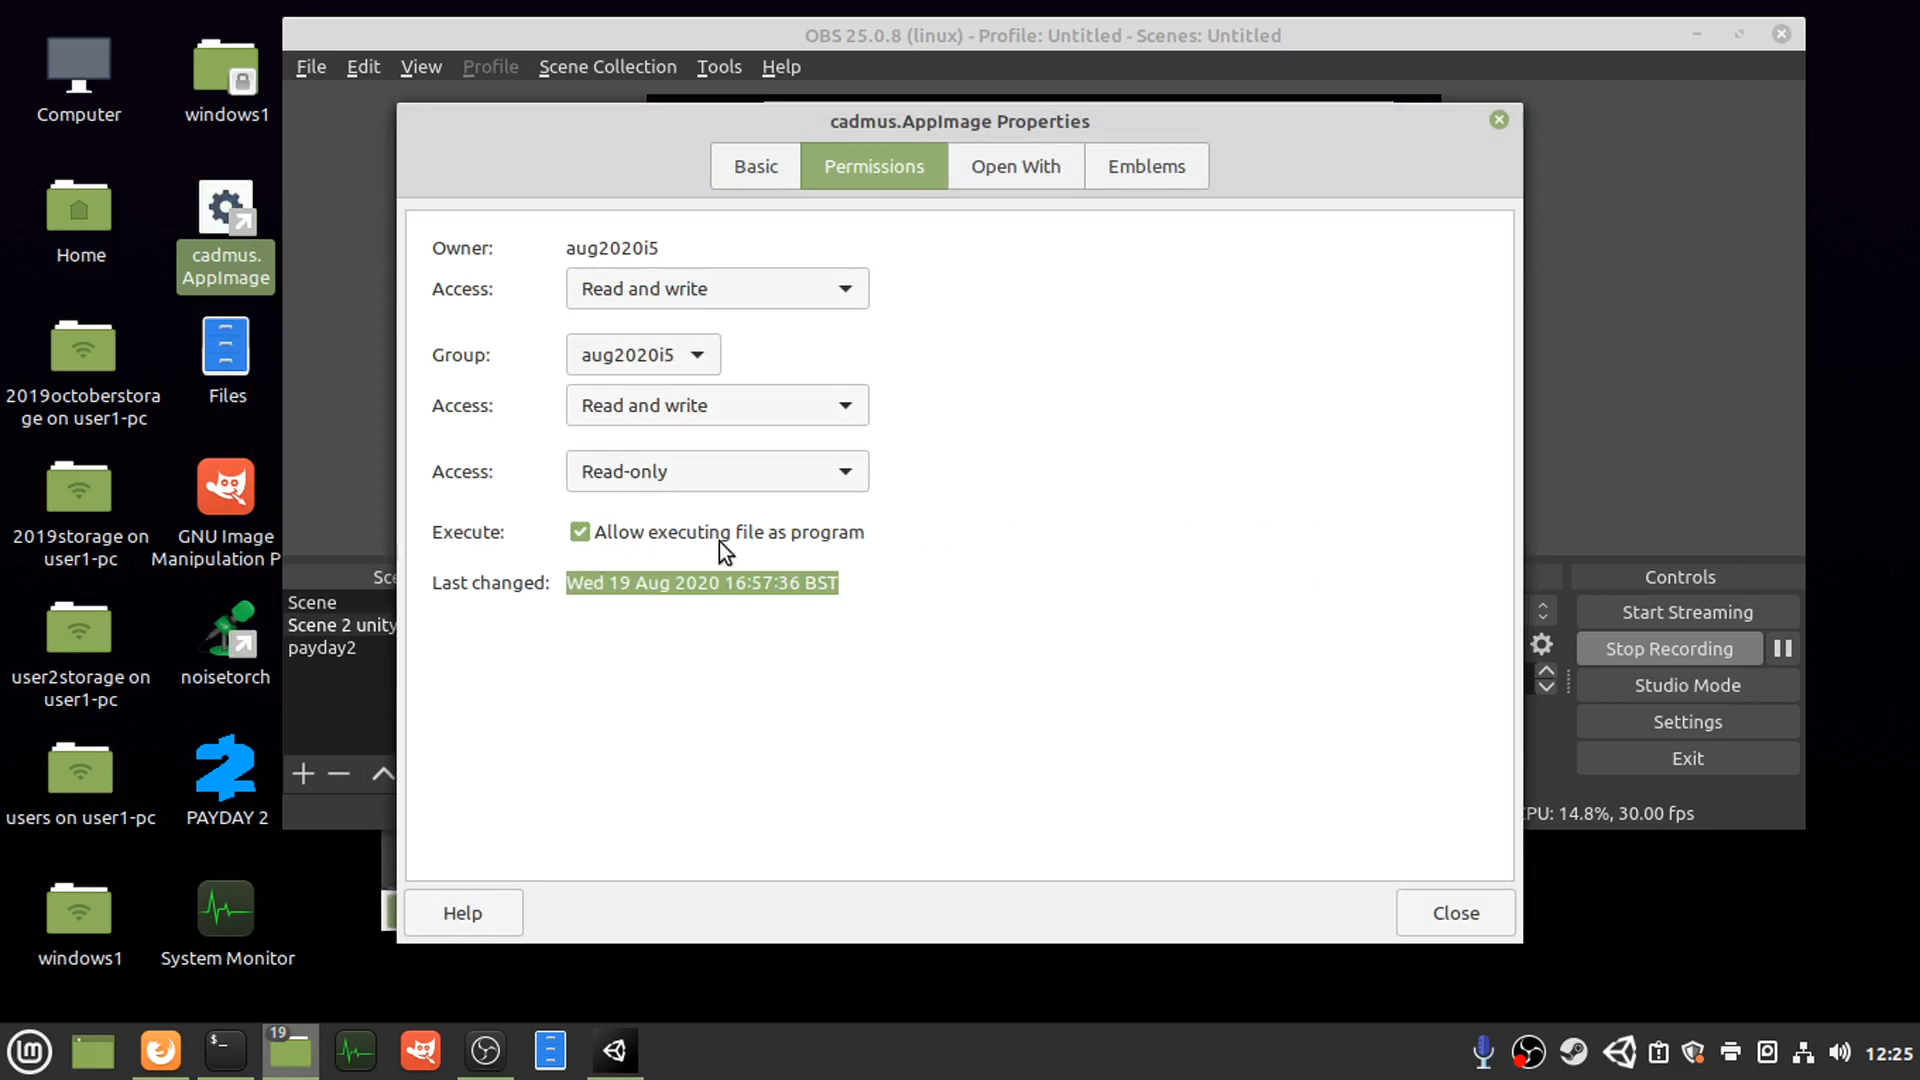 OBS 25.0.8 (linux) - Profile: Untitled - Scenes: Untitled
File Edit View Profile Scene Collection Tools Help
Computer
windows1
Home
cadmus.
AppImage
2019octoberstora
ge on user1-pc
Files
2019storage on
user1-pc
GNU Image
Manipulation P
user2storage on
user1-pc
noisetorch
users on user1-pc
PAYDAY 2
windows1
System Monitor
cadmus.AppImage Properties
Basic Permissions Open With Emblems
Owner: aug2020i5
Access: Read and write
Group: aug2020i5
Access: Read and write
Access: Read-only
Execute: Allow executing file as program
Last changed: Wed 19 Aug 2020 16:57:36 BST
Help
Close
Sce
Scene
Scene 2 unity
payday2
Controls
Start Streaming
Stop Recording
Studio Mode
Settings
Exit
CPU: 14.8%, 30.00 fps
19
$_
lm
12:25